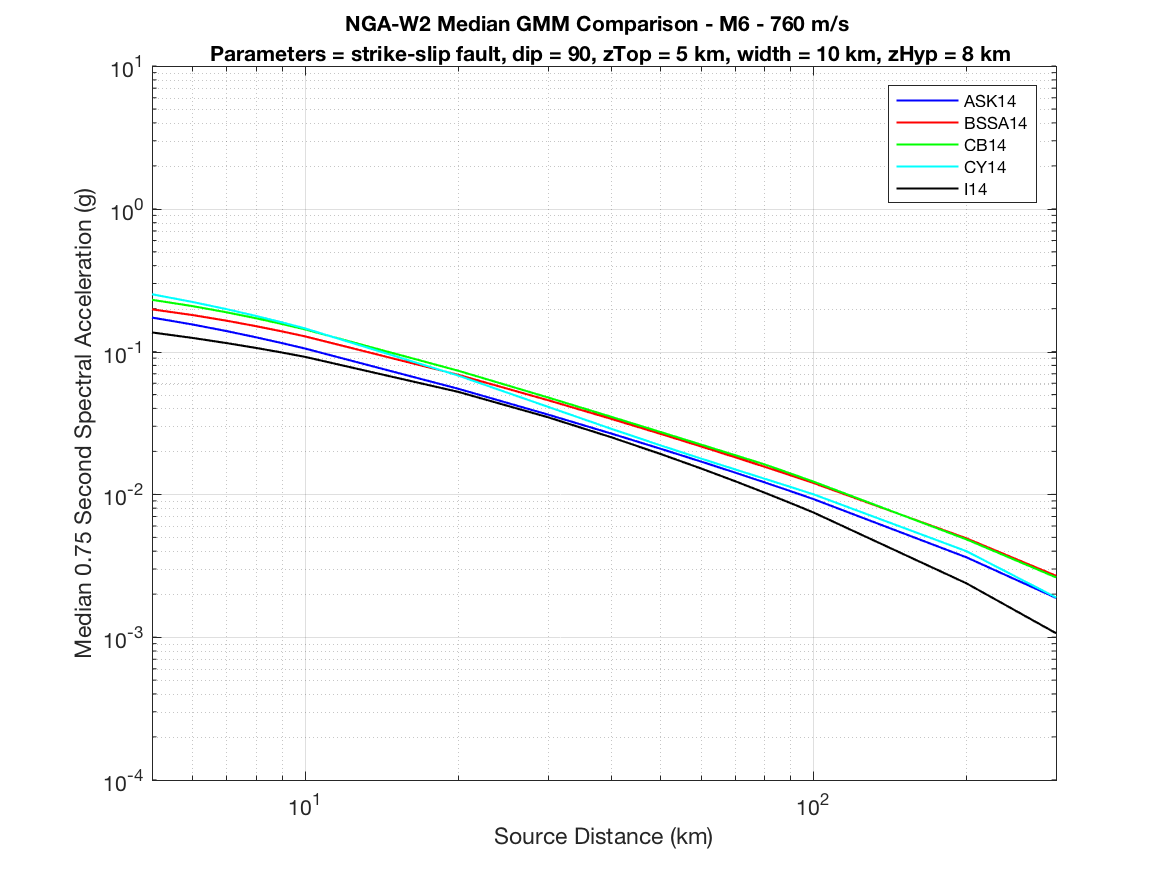 NGA-W2 Median GMM Comparison - M6 - 760 m/s
Parameters = strike-slip fault, dip = 90, zTop = 5 km, width = 10 km, zHyp = 8 km
10^1
10^0
10^-1
10^-2
10^-3
10^-4
Median 0.75 Second Spectral Acceleration (g)
ASK14
BSSA14
CB14
CY14
I14
10^1
10^2
Source Distance (km)